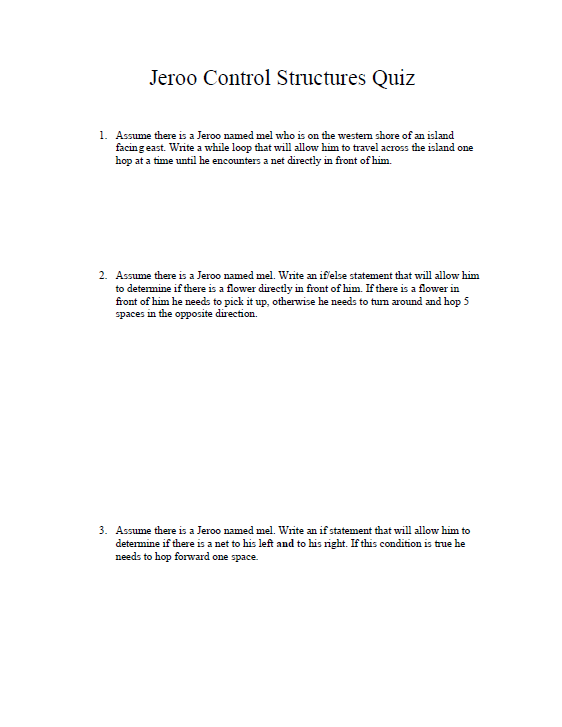 Jeroo Control Structures Quiz
1. Assume there is a Jeroo named mel who is on the western shore of an island
facing east. Write a while loop that will allow him to travel across the island one
hop at a time until he encounters a net directly in front of him.
2. Assume there is a Jeroo named mel. Write an if/else statement that will allow him
to determine if there is a flower directly in front of him. If there is a flower in
front of him he needs to pick it up, otherwise he needs to turn around and hop 5
spaces in the opposite direction.
3. Assume there is a Jeroo named mel. Write an if statement that will allow him to
determine if there is a net to his left and to his right. If this condition is true he
needs to hop forward one space.